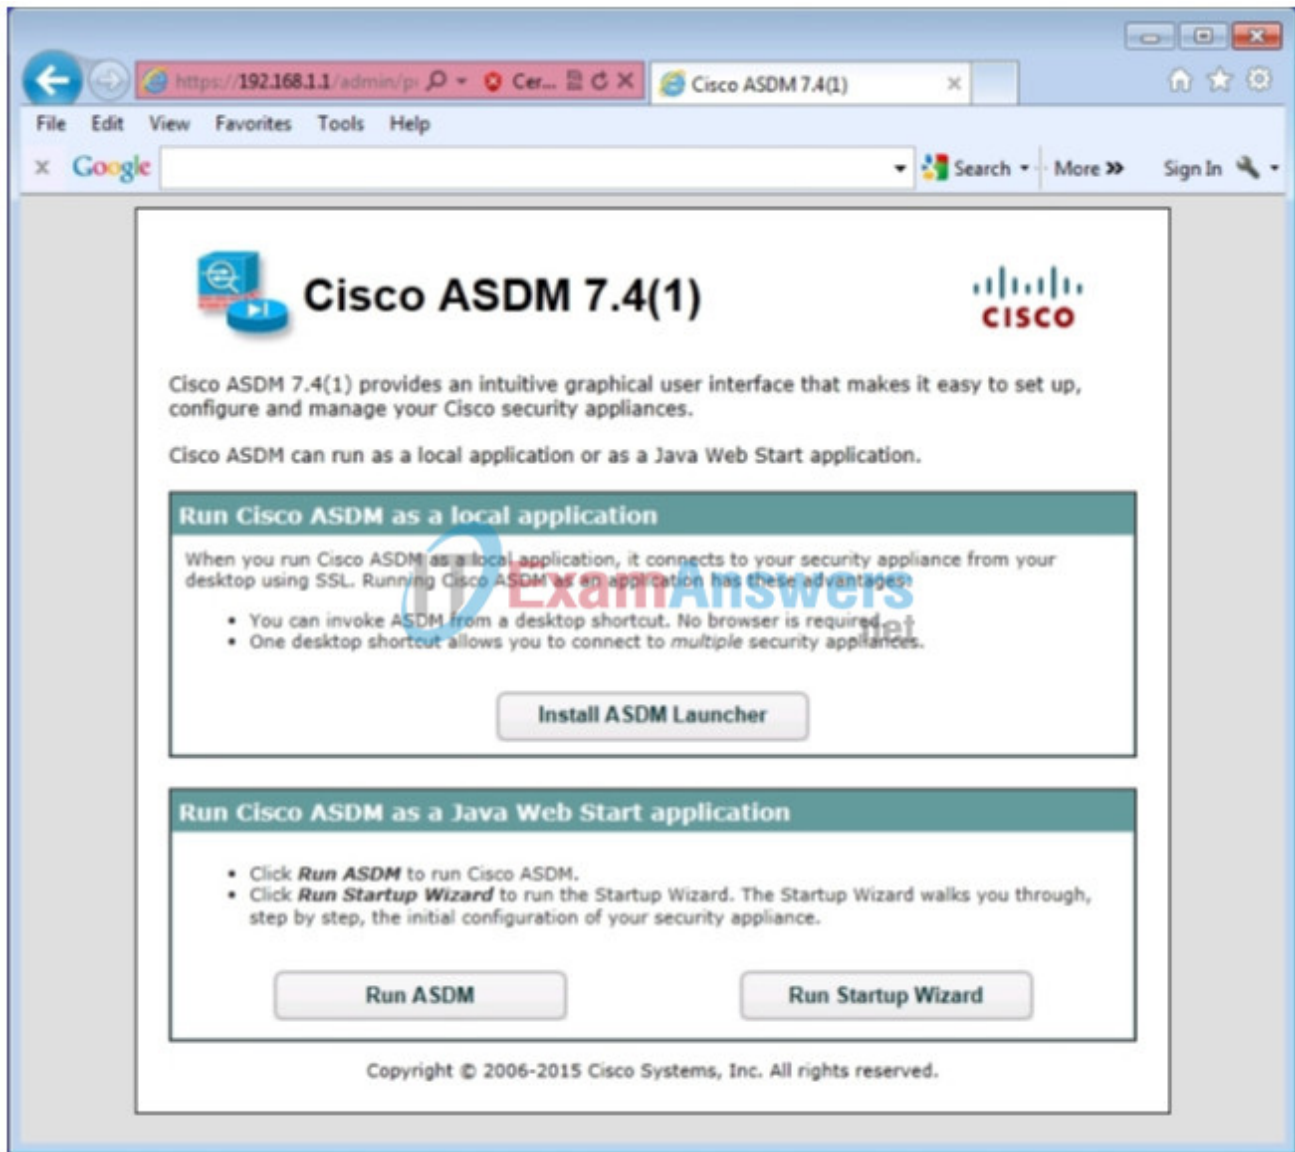 https://192.168.1.1/admin/p
Cer...
Cisco ASDM 7.4(1)
File Edit View Favorites Tools Help
x Google
Search
More
Sign In
Cisco ASDM 7.4(1)
CISCO
Cisco ASDM 7.4(1) provides an intuitive graphical user interface that makes it easy to set up,
configure and manage your Cisco security appliances.
Cisco ASDM can run as a local application or as a Java Web Start application.
Run Cisco ASDM as a local application
When you run Cisco ASDM as a local application, it connects to your security appliance from your
desktop using SSL. Running Cisco ASDM as an application has these advantages:
• You can invoke ASDM from a desktop shortcut. No browser is required.
• One desktop shortcut allows you to connect to multiple security appliances.
IT ExamAnswers
.net
Install ASDM Launcher
Run Cisco ASDM as a Java Web Start application
• Click Run ASDM to run Cisco ASDM.
• Click Run Startup Wizard to run the Startup Wizard. The Startup Wizard walks you through,
step by step, the initial configuration of your security appliance.
Run ASDM
Run Startup Wizard
Copyright © 2006-2015 Cisco Systems, Inc. All rights reserved.